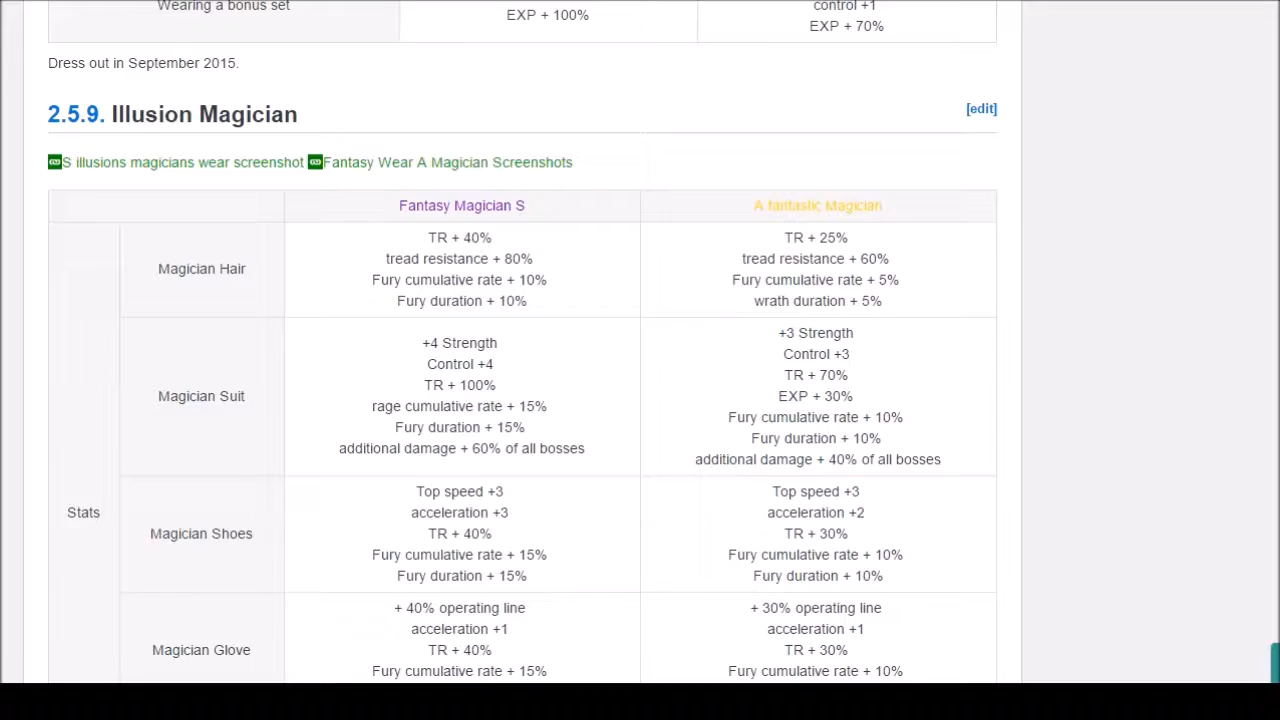 Wearing a bonus set
EXP + 100%
control +1
EXP + 70%
Dress out in September 2015.
2.5.9. Illusion Magician
[edit]
S illusions magicians wear screenshot Fantasy Wear A Magician Screenshots
Fantasy Magician S
A fantastic Magician
Stats
Magician Hair
TR + 40%
tread resistance + 80%
Fury cumulative rate + 10%
Fury duration + 10%
TR + 25%
tread resistance + 60%
Fury cumulative rate + 5%
wrath duration + 5%
Magician Suit
+4 Strength
Control +4
TR + 100%
rage cumulative rate + 15%
Fury duration + 15%
additional damage + 60% of all bosses
+3 Strength
Control +3
TR + 70%
EXP + 30%
Fury cumulative rate + 10%
Fury duration + 10%
additional damage + 40% of all bosses
Magician Shoes
Top speed +3
acceleration +3
TR + 40%
Fury cumulative rate + 15%
Fury duration + 15%
Top speed +3
acceleration +2
TR + 30%
Fury cumulative rate + 10%
Fury duration + 10%
Magician Glove
+ 40% operating line
acceleration +1
TR + 40%
Fury cumulative rate + 15%
+ 30% operating line
acceleration +1
TR + 30%
Fury cumulative rate + 10%